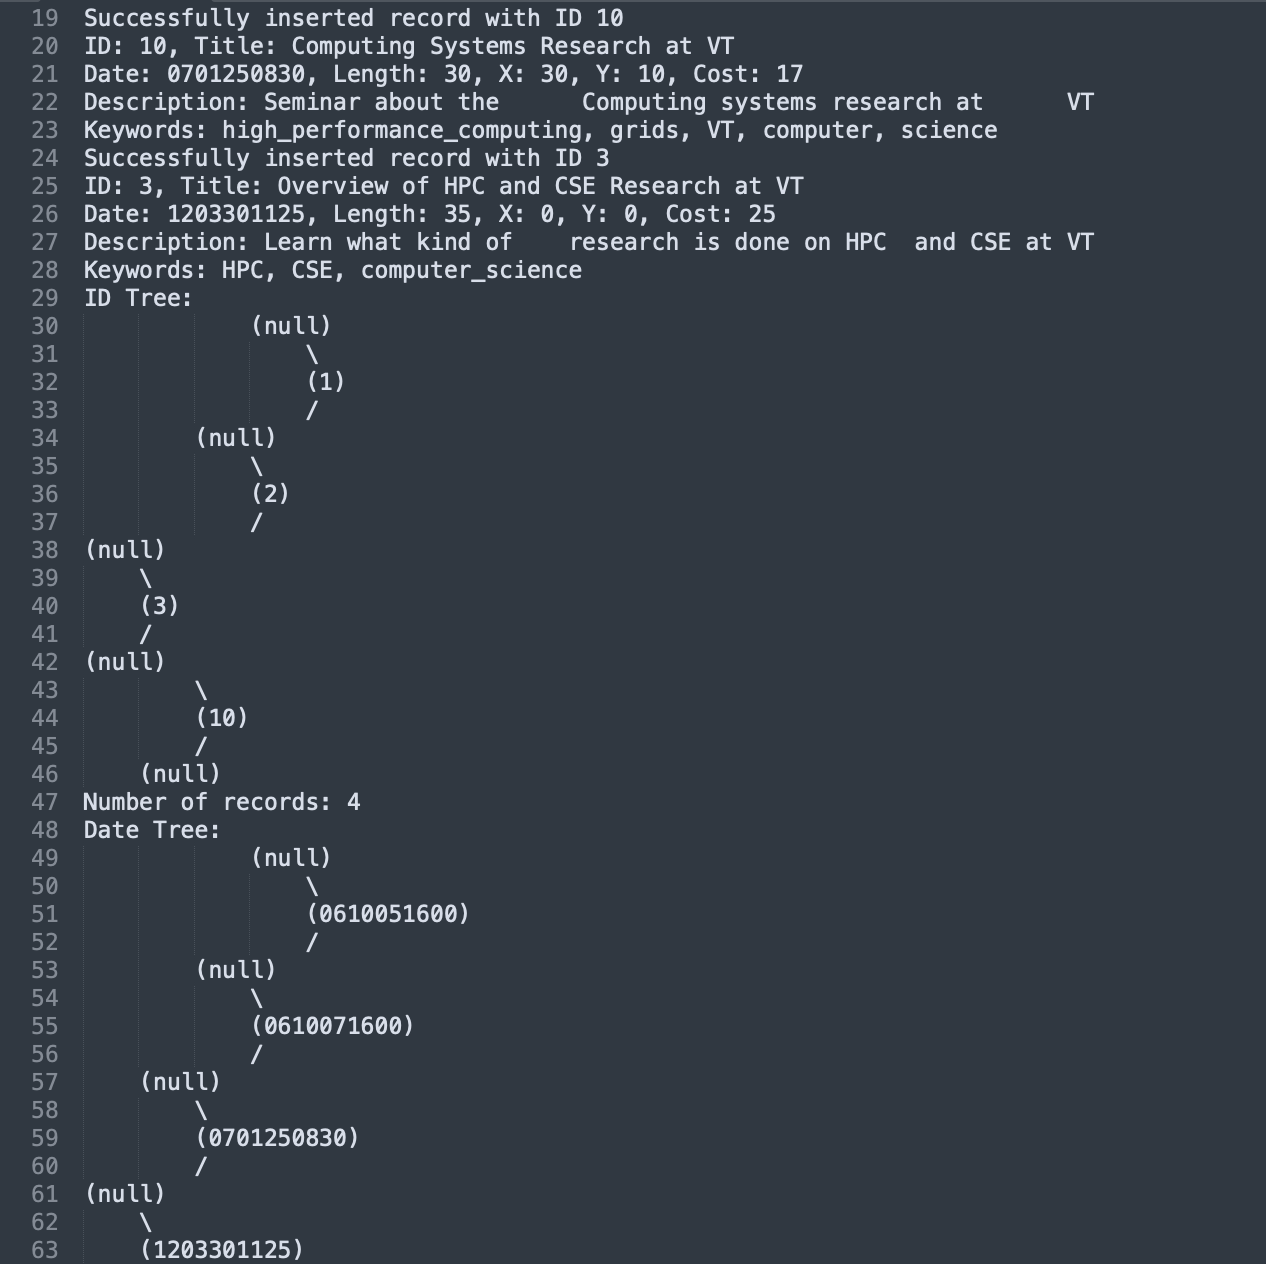 19 Successfully inserted record with ID 10
20 ID: 10, Title: Computing Systems Research at VT
21 Date: 0701250830, Length: 30, X: 30, Y: 10, Cost: 17
22 Description: Seminar about the      Computing systems research at      VT
23 Keywords: high_performance_computing, grids, VT, computer, science
24 Successfully inserted record with ID 3
25 ID: 3, Title: Overview of HPC and CSE Research at VT
26 Date: 1203301125, Length: 35, X: 0, Y: 0, Cost: 25
27 Description: Learn what kind of    research is done on HPC  and CSE at VT
28 Keywords: HPC, CSE, computer_science
29 ID Tree:
30             (null)
31                 \
32                 (1)
33                 /
34         (null)
35             \
36             (2)
37             /
38 (null)
39     \
40     (3)
41     /
42 (null)
43         \
44         (10)
45         /
46     (null)
47 Number of records: 4
48 Date Tree:
49             (null)
50                 \
51                 (0610051600)
52                 /
53         (null)
54             \
55             (0610071600)
56             /
57     (null)
58         \
59         (0701250830)
60         /
61 (null)
62     \
63     (1203301125)